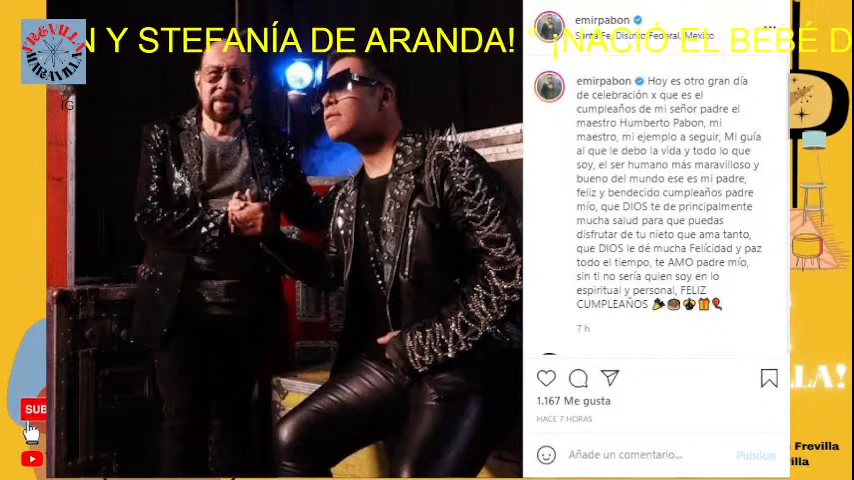 FREVILLA
MARAVILLA
N Y STEFANÍA DE ARANDA! * ¡NACIÓ EL BEBÉ D
IG
emirpabon
Santa Fe, Distrito Federal, Mexico
emirpabon Hoy es otro gran día
de celebración x que es el
cumpleaños de mi señor padre el
maestro Humberto Pabon, mi
maestro, mi ejemplo a seguir, Mi guía
al que le debo la vida y todo lo que
soy, el ser humano más maravilloso y
bueno del mundo ese es mi padre,
feliz y bendecido cumpleaños padre
mío, que DIOS te de principalmente
mucha salud para que puedas
disfrutar de tu nieto que ama tanto,
que DIOS le dé mucha Felícidad y paz
todo el tiempo, te AMO padre mío,
sin ti no sería quien soy en lo
espiritual y personal, FELIZ
CUMPLEAÑOS
7 h
1.167 Me gusta
HACE 7 HORAS
Añade un comentario...
Publicar
SUB
LLA!
Frevilla
illa